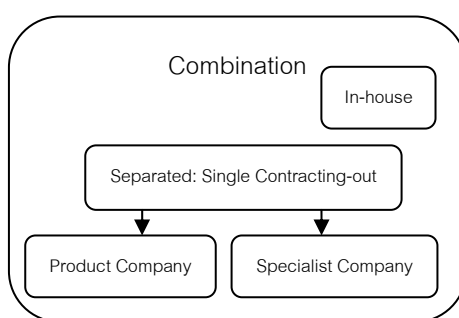 Combination
In-house
Separated: Single Contracting-out
Product Company
Specialist Company